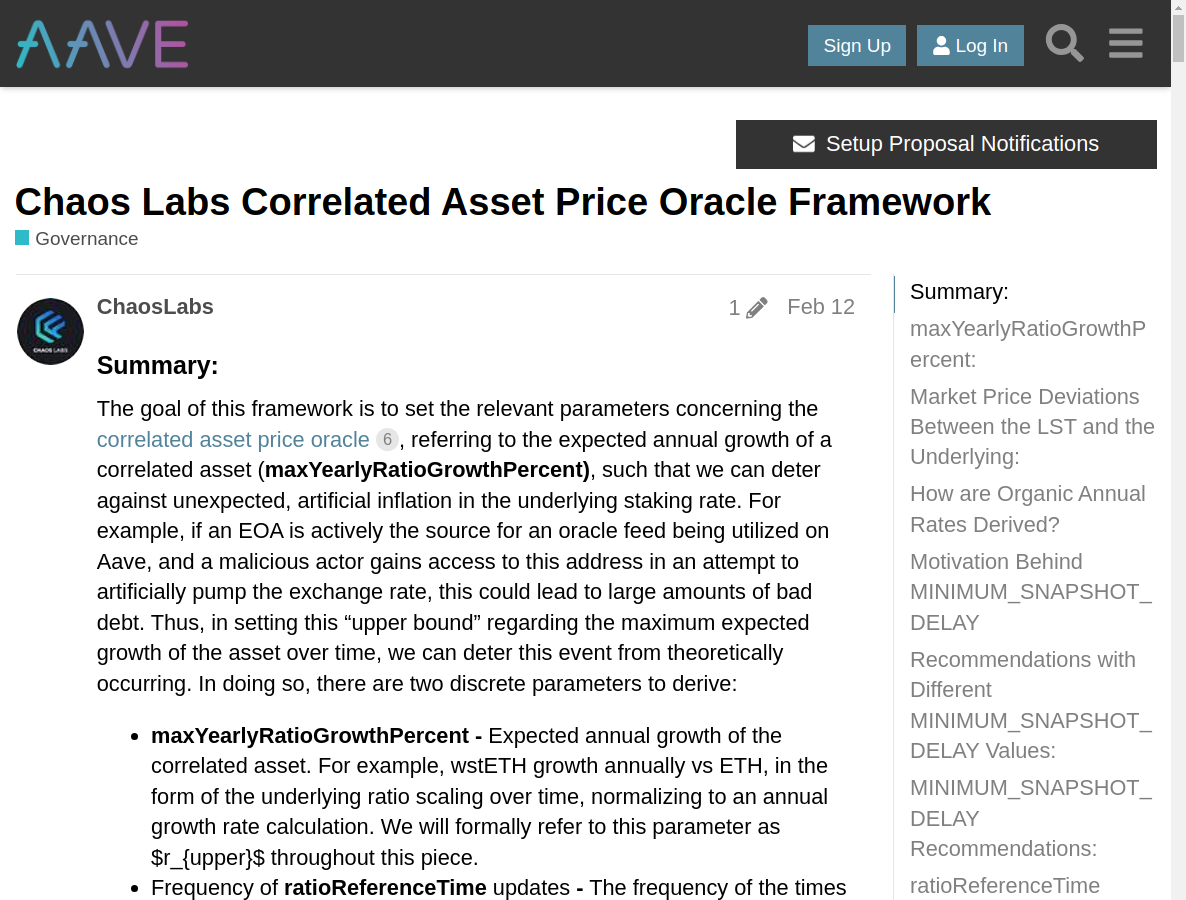 AAVE
Sign Up
Log In
Setup Proposal Notifications
Chaos Labs Correlated Asset Price Oracle Framework
Governance
CHAOS LABS
ChaosLabs
1
Feb 12
Summary:
The goal of this framework is to set the relevant parameters concerning the
correlated asset price oracle 6, referring to the expected annual growth of a
correlated asset (maxYearlyRatioGrowthPercent), such that we can deter
against unexpected, artificial inflation in the underlying staking rate. For
example, if an EOA is actively the source for an oracle feed being utilized on
Aave, and a malicious actor gains access to this address in an attempt to
artificially pump the exchange rate, this could lead to large amounts of bad
debt. Thus, in setting this “upper bound” regarding the maximum expected
growth of the asset over time, we can deter this event from theoretically
occurring. In doing so, there are two discrete parameters to derive:
maxYearlyRatioGrowthPercent - Expected annual growth of the
correlated asset. For example, wstETH growth annually vs ETH, in the
form of the underlying ratio scaling over time, normalizing to an annual
growth rate calculation. We will formally refer to this parameter as
$r_{upper}$ throughout this piece.
Frequency of ratioReferenceTime updates - The frequency of the times
Summary:
maxYearlyRatioGrowthP
ercent:
Market Price Deviations
Between the LST and the
Underlying:
How are Organic Annual
Rates Derived?
Motivation Behind
MINIMUM_SNAPSHOT_
DELAY
Recommendations with
Different
MINIMUM_SNAPSHOT_
DELAY Values:
MINIMUM_SNAPSHOT_
DELAY
Recommendations:
ratioReferenceTime